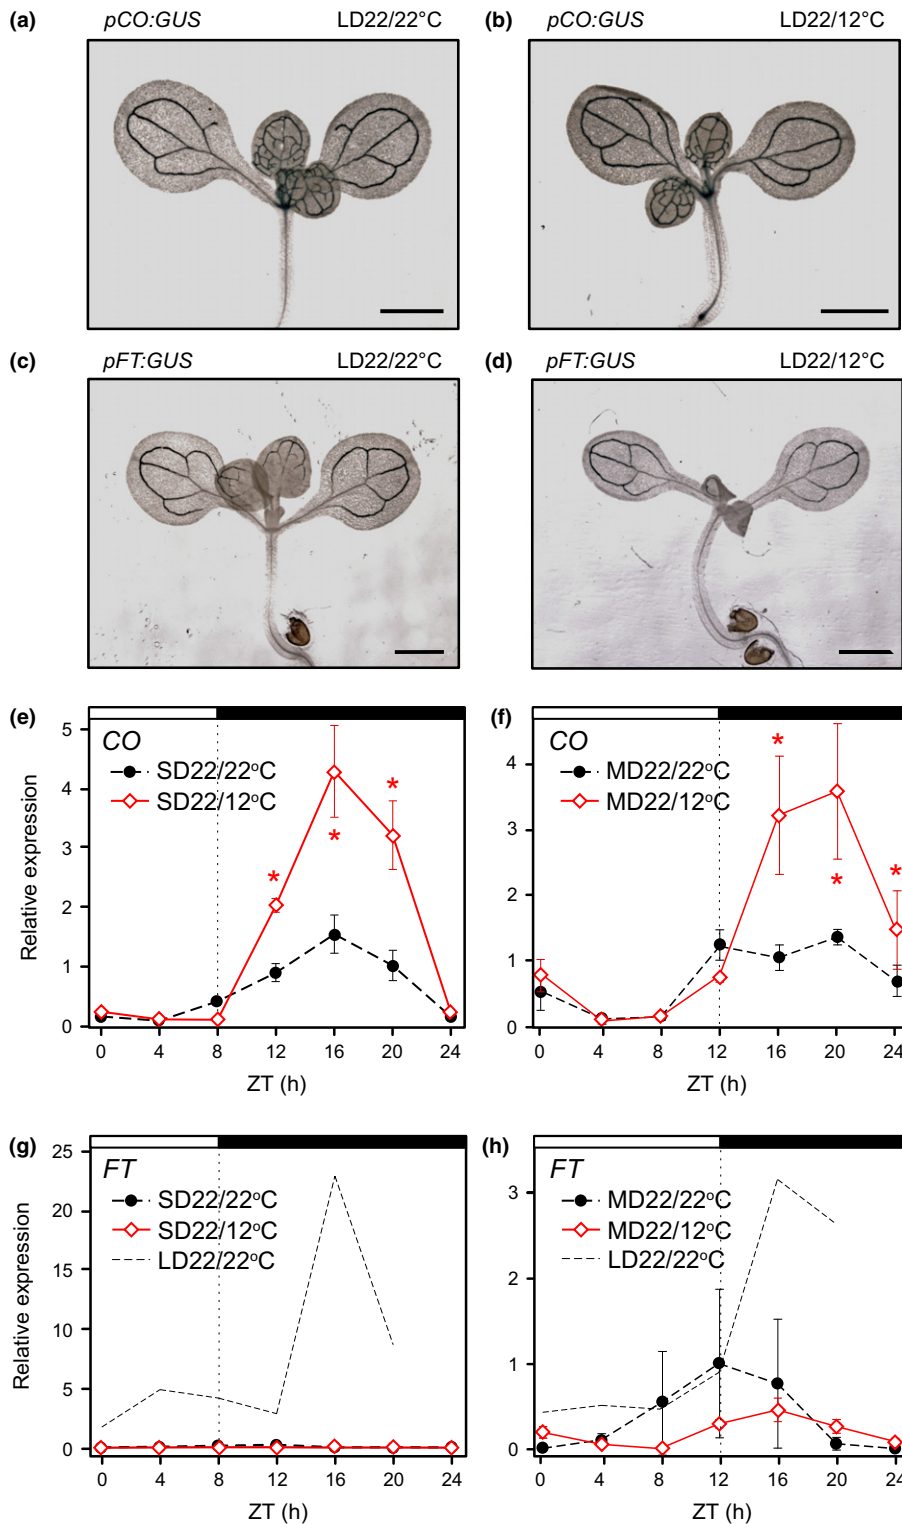 (a) pCO:GUS LD22/22°C
(b) pCO:GUS LD22/12°C
(c) pFT:GUS LD22/22°C
(d) pFT:GUS LD22/12°C
(e)
CO
SD22/22°C
SD22/12°C
Relative expression
5
4
3
2
1
0
* * *
0 4 8 12 16 20 24
ZT (h)
(f)
CO
MD22/22°C
MD22/12°C
4
3
2
1
0
* * *
0 4 8 12 16 20 24
ZT (h)
(g)
FT
SD22/22°C
SD22/12°C
LD22/22°C
Relative expression
25
20
15
10
5
0
0 4 8 12 16 20 24
ZT (h)
(h)
FT
MD22/22°C
MD22/12°C
LD22/22°C
3
2
1
0
0 4 8 12 16 20 24
ZT (h)